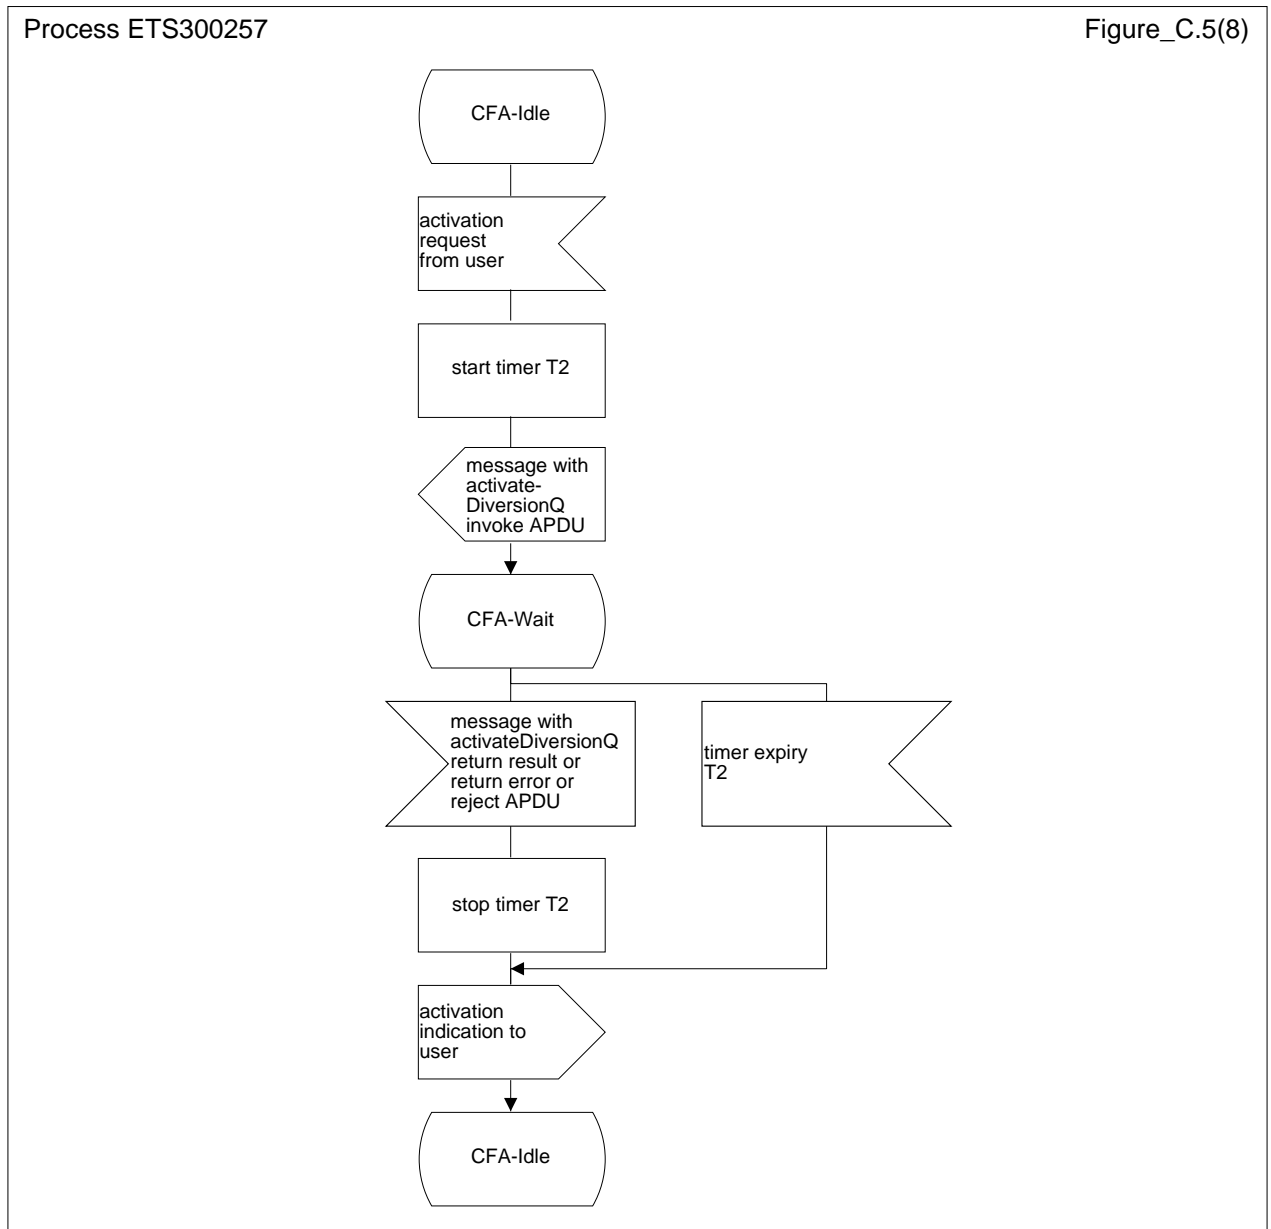 Process ETS300257
Figure_C.5(8)
CFA-Idle
activation
request
from user
start timer T2
message with
activate-
DiversionQ
invoke APDU
CFA-Wait
message with
activateDiversionQ
return result or
return error or
reject APDU
timer expiry
T2
stop timer T2
activation
indication to
user
CFA-Idle